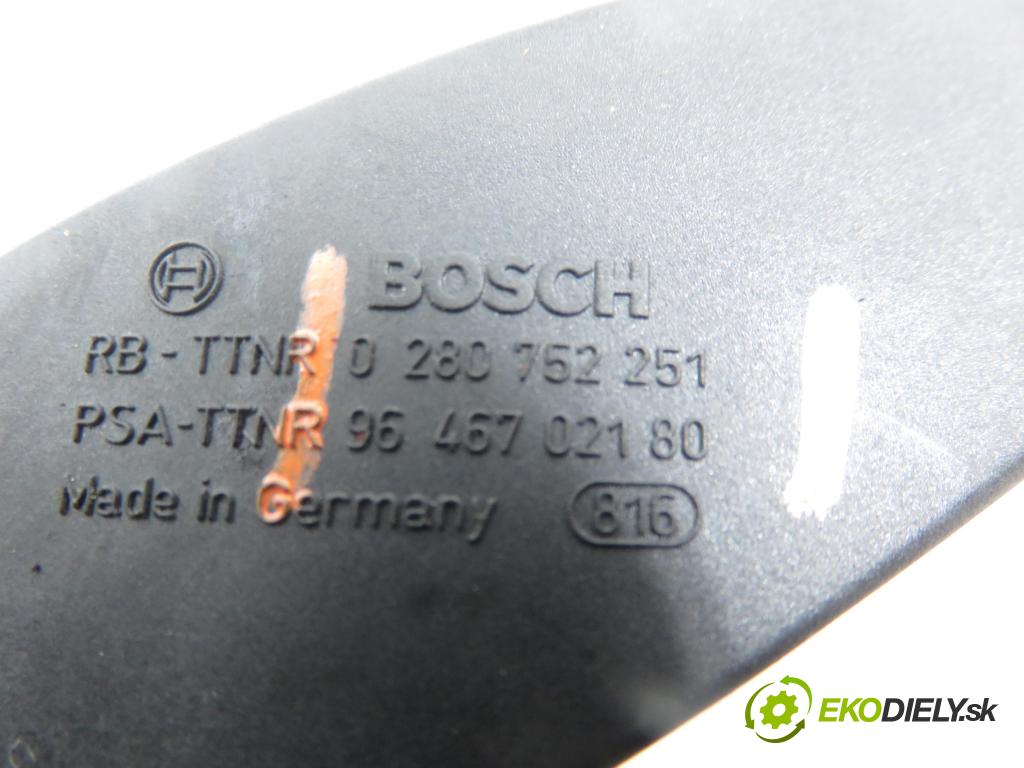 BOSCH
RB-TTNR 0 280 752 251
PSA-TTNR 96 467 021 80
Made in Germany 816
EKODIELY.sk